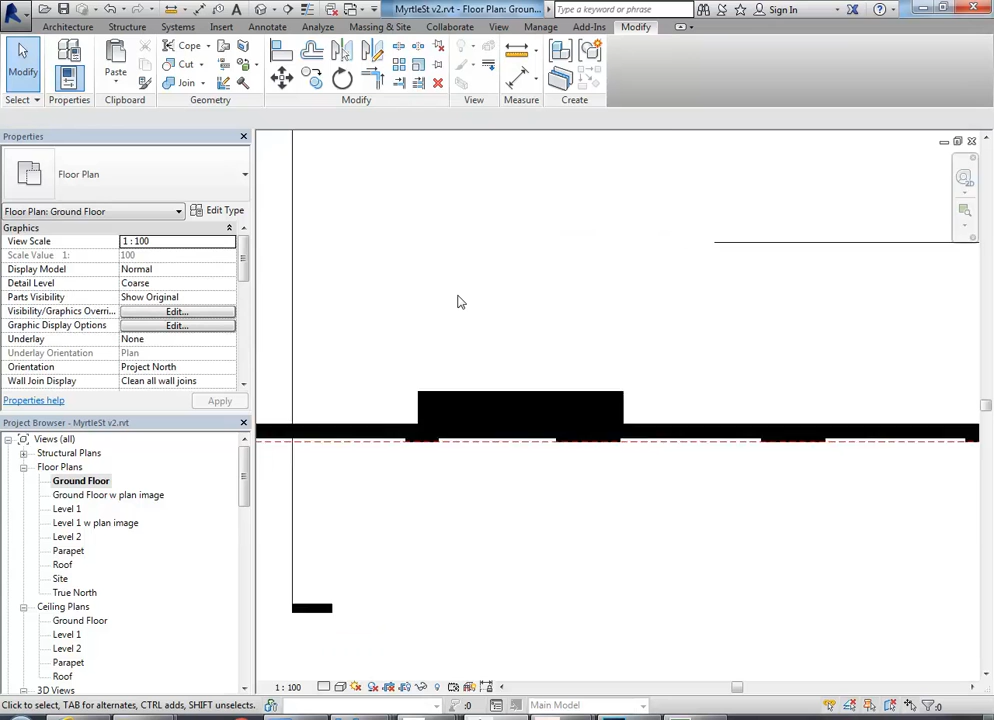 MyrtleSt v2.rvt - Floor Plan: Groun...
Type a keyword or phrase
Sign In
Architecture
Structure
Systems
Insert
Annotate
Analyze
Massing & Site
Collaborate
View
Manage
Add-Ins
Modify
Modify
Paste
Cope
Cut
Join
Select
Properties
Clipboard
Geometry
Modify
View
Measure
Create
Properties
Floor Plan
Floor Plan: Ground Floor
Edit Type
Graphics
View Scale 1 : 100
Scale Value 1: 100
Display Model Normal
Detail Level Coarse
Parts Visibility Show Original
Visibility/Graphics Overri... Edit...
Graphic Display Options Edit...
Underlay None
Underlay Orientation Plan
Orientation Project North
Wall Join Display Clean all wall joins
Properties help
Apply
2D
Project Browser - MyrtleSt v2.rvt
Views (all)
Structural Plans
Floor Plans
Ground Floor
Ground Floor w plan image
Level 1
Level 1 w plan image
Level 2
Parapet
Roof
Site
True North
Ceiling Plans
Ground Floor
Level 1
Level 2
Parapet
Roof
3D Views
1 : 100
Click to select, TAB for alternates, CTRL adds, SHIFT unselects.
:0
Main Model
:0